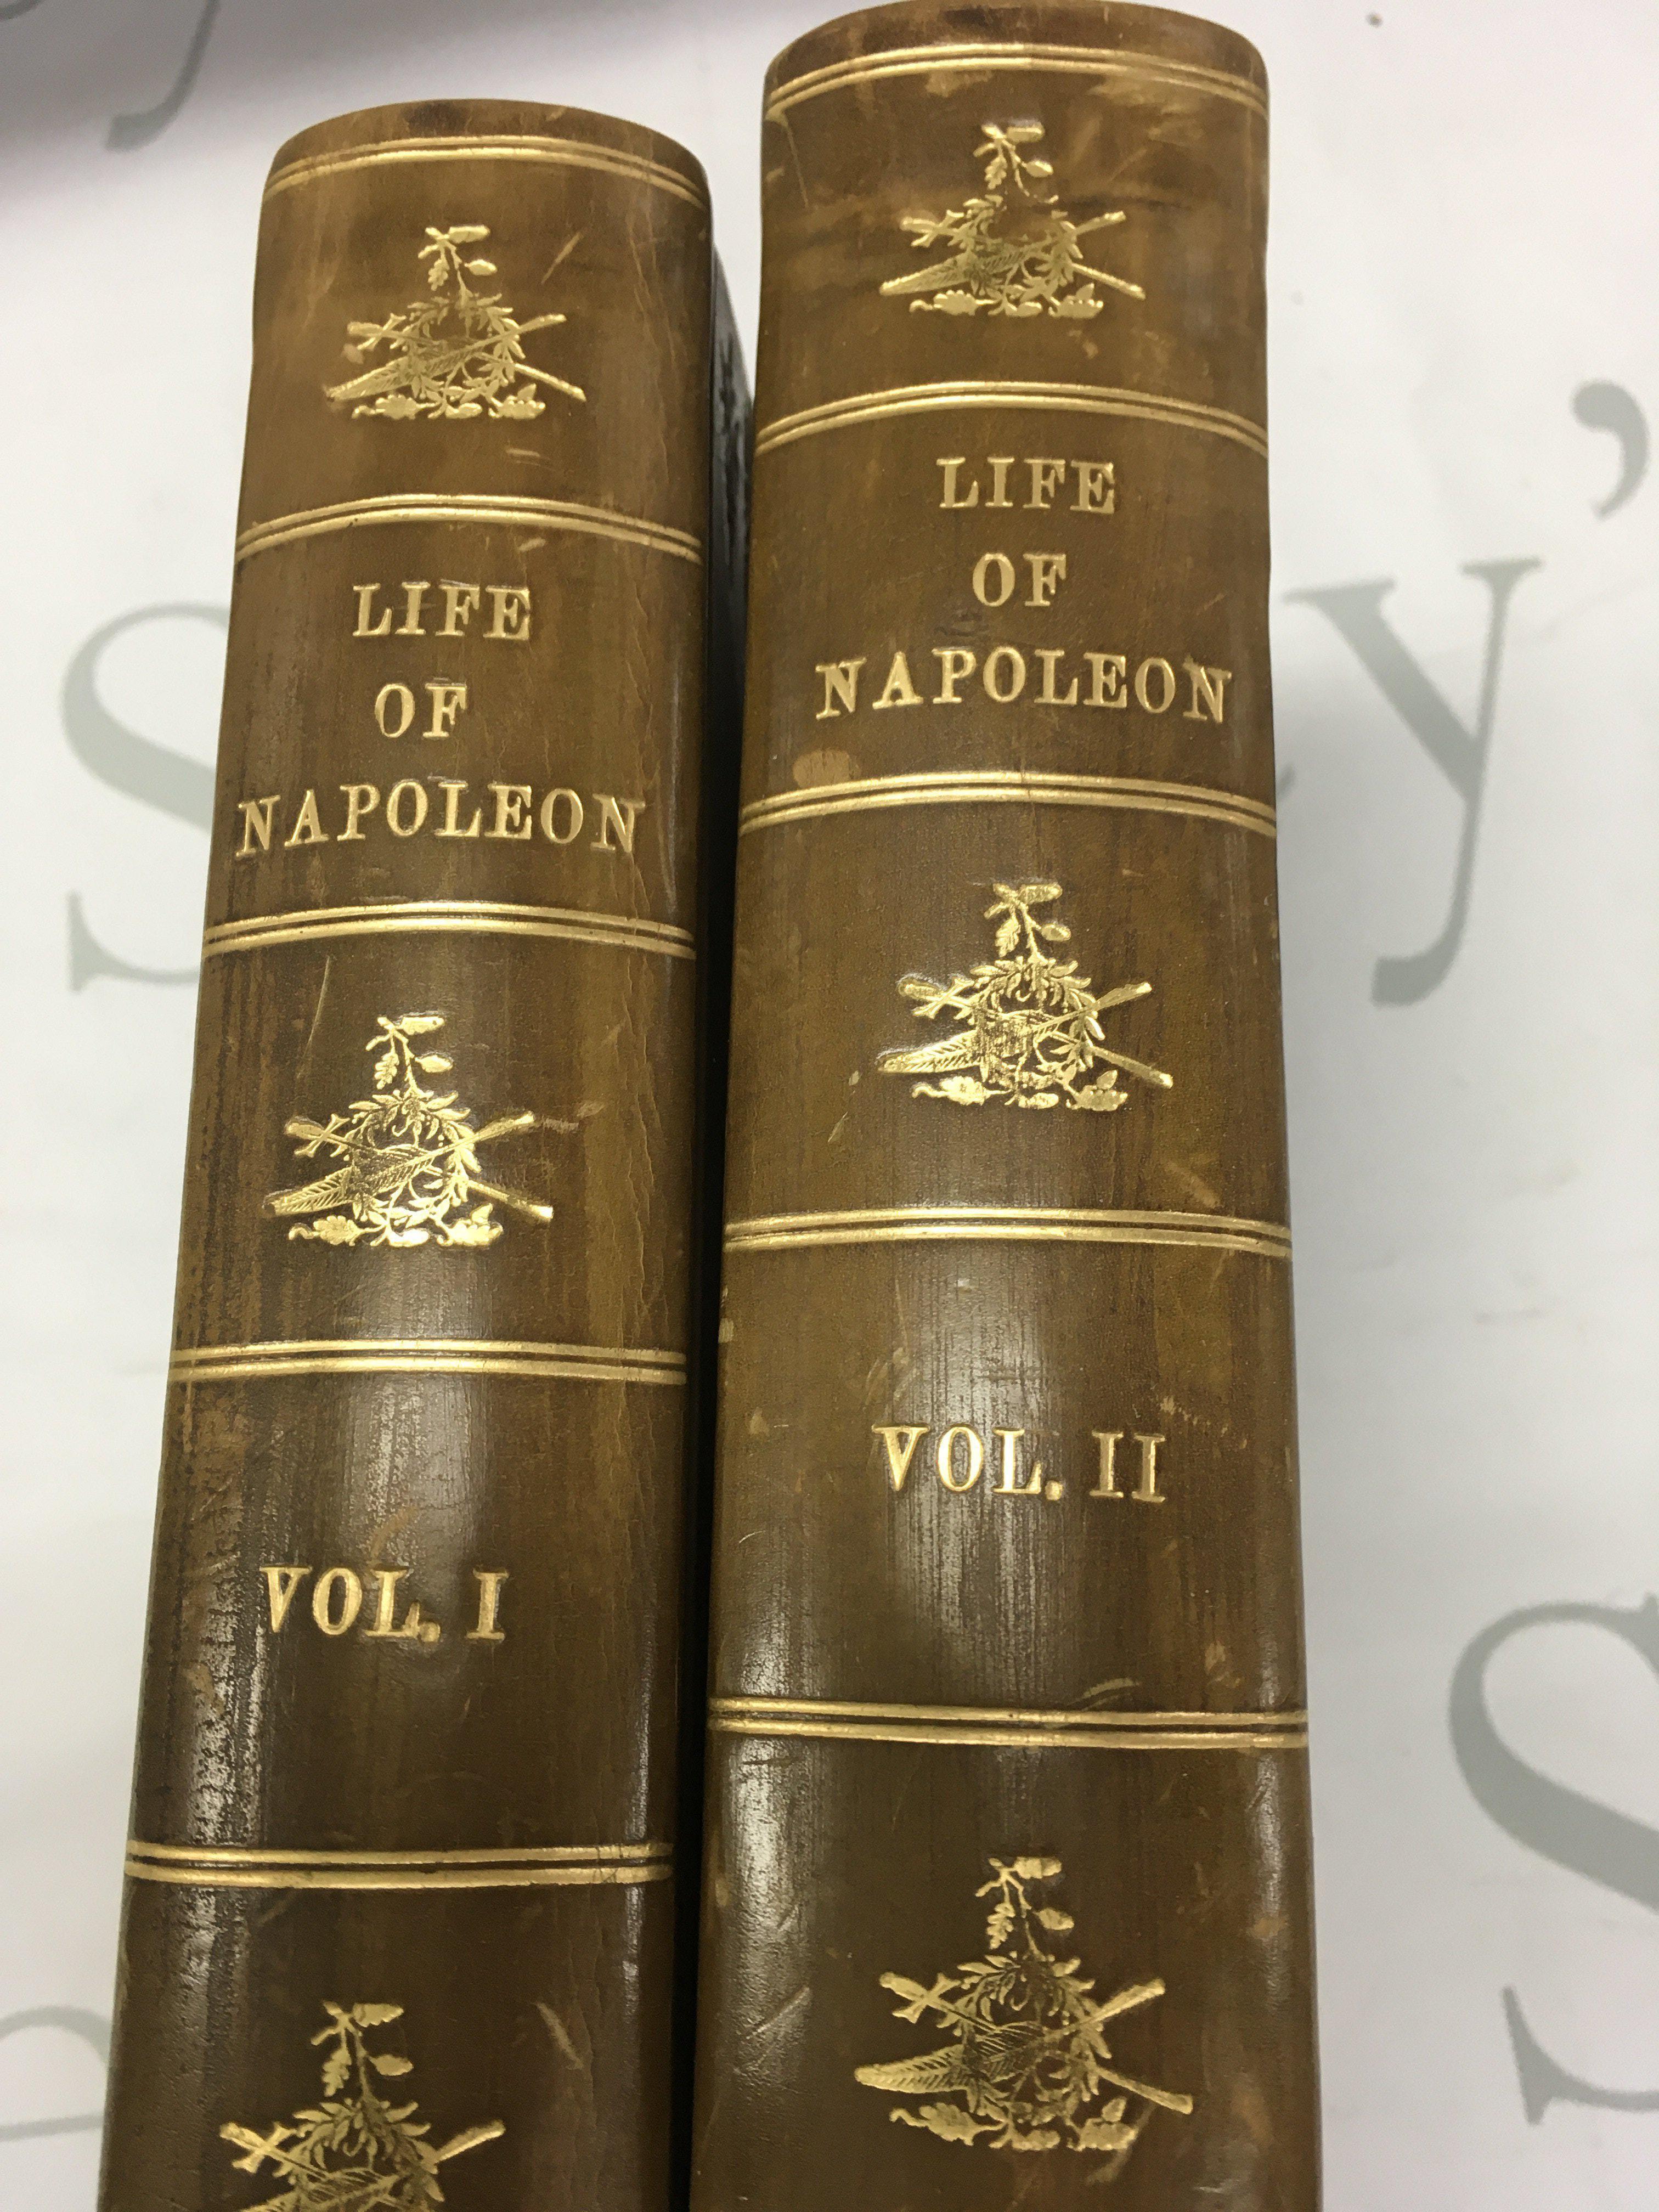 LIFE
OF
NAPOLEON
VOL. I
LIFE
OF
NAPOLEON
VOL. II